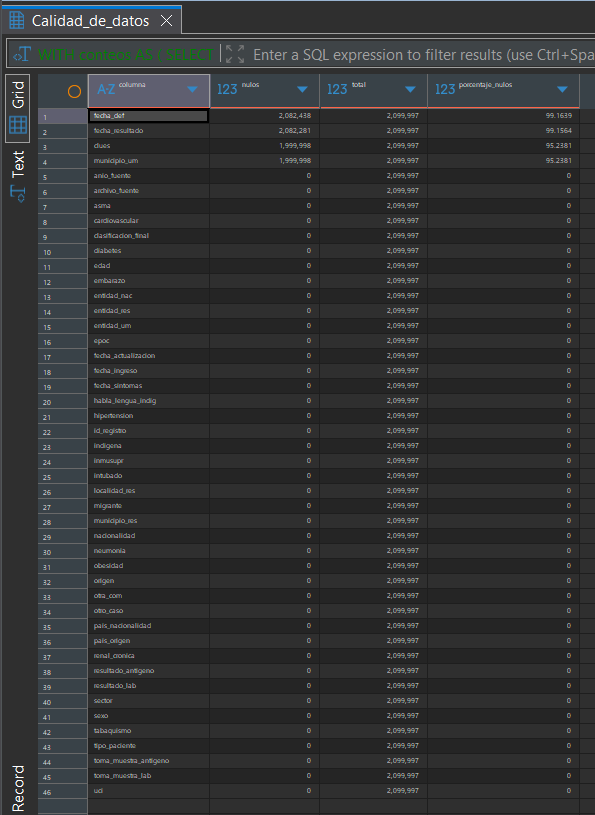 Calidad_de_datos
WITH conteos AS ( SELECT Enter a SQL expression to filter results (use Ctrl+Spa
Grid
Text
Record
A-Z columna 123 nulos 123 total 123 porcentaje_nulos
1 fecha_def 2,082,438 2,099,997 99.1639
2 fecha_resultado 2,082,281 2,099,997 99.1564
3 clues 1,999,998 2,099,997 95.2381
4 municipio_um 1,999,998 2,099,997 95.2381
5 anio_fuente 0 2,099,997 0
6 archivo_fuente 0 2,099,997 0
7 asma 0 2,099,997 0
8 cardiovascular 0 2,099,997 0
9 clasificacion_final 0 2,099,997 0
10 diabetes 0 2,099,997 0
11 edad 0 2,099,997 0
12 embarazo 0 2,099,997 0
13 entidad_nac 0 2,099,997 0
14 entidad_res 0 2,099,997 0
15 entidad_um 0 2,099,997 0
16 epoc 0 2,099,997 0
17 fecha_actualizacion 0 2,099,997 0
18 fecha_ingreso 0 2,099,997 0
19 fecha_sintomas 0 2,099,997 0
20 habla_lengua_indig 0 2,099,997 0
21 hipertension 0 2,099,997 0
22 id_registro 0 2,099,997 0
23 indigena 0 2,099,997 0
24 inmusupr 0 2,099,997 0
25 intubado 0 2,099,997 0
26 localidad_res 0 2,099,997 0
27 migrante 0 2,099,997 0
28 municipio_res 0 2,099,997 0
29 nacionalidad 0 2,099,997 0
30 neumonia 0 2,099,997 0
31 obesidad 0 2,099,997 0
32 origen 0 2,099,997 0
33 otra_com 0 2,099,997 0
34 otro_caso 0 2,099,997 0
35 pais_nacionalidad 0 2,099,997 0
36 pais_origen 0 2,099,997 0
37 renal_cronica 0 2,099,997 0
38 resultado_antigeno 0 2,099,997 0
39 resultado_lab 0 2,099,997 0
40 sector 0 2,099,997 0
41 sexo 0 2,099,997 0
42 tabaquismo 0 2,099,997 0
43 tipo_paciente 0 2,099,997 0
44 toma_muestra_antigeno 0 2,099,997 0
45 toma_muestra_lab 0 2,099,997 0
46 uci 0 2,099,997 0